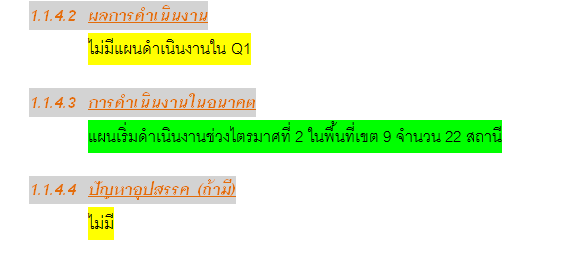 1.1.4.2 ผลการดำเนินงาน
ไม่มีแผนดำเนินงานใน Q1
1.1.4.3 การดำเนินงานในอนาคต
แผนเริ่มดำเนินงานช่วงไตรมาศที่ 2 ในพื้นที่เขต 9 จำนวน 22 สถานี
1.1.4.4 ปัญหาอุปสรรค (ถ้ามี)
ไม่มี